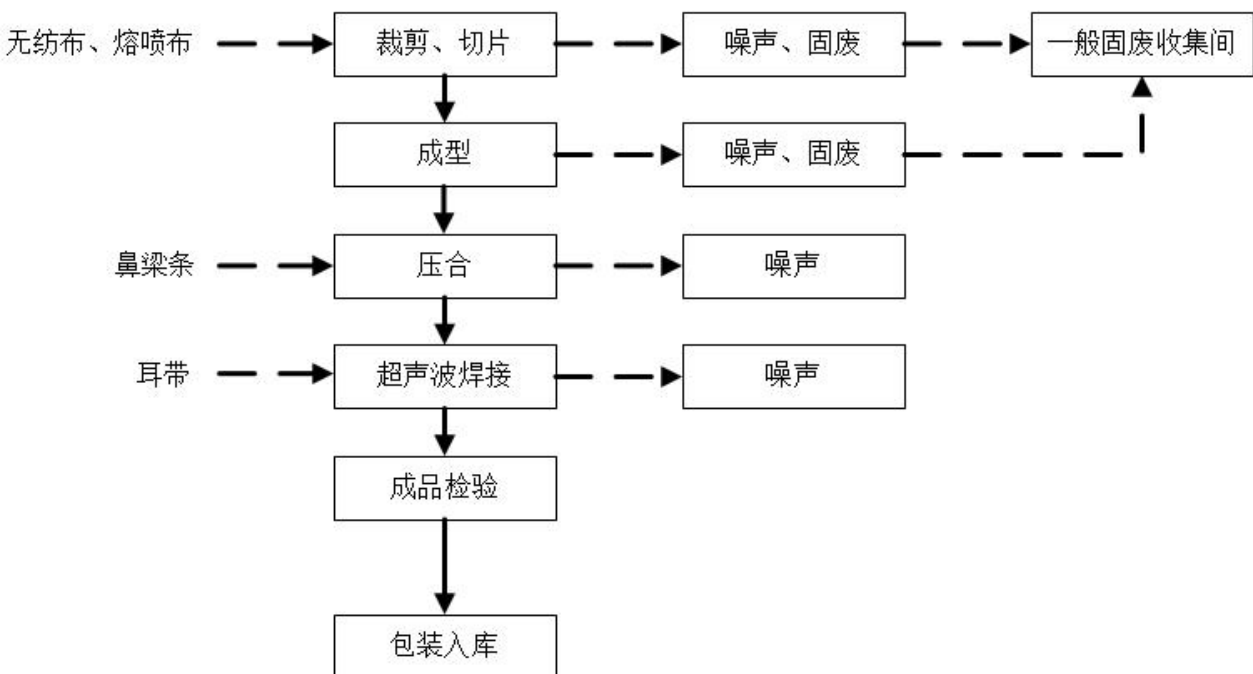 无纺布、熔喷布
裁剪、切片
噪声、固废
一般固废收集间
成型
噪声、固废
鼻梁条
压合
噪声
耳带
超声波焊接
噪声
成品检验
包装入库